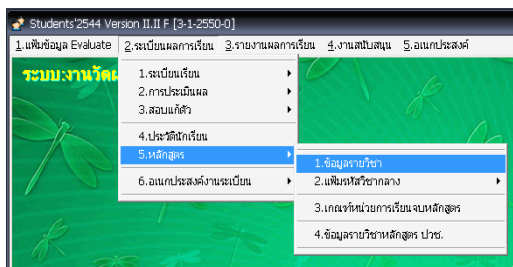 Students'2544 Version II.II F [3-1-2550-0]
1.แฟ้มข้อมูล Evaluate 2.ระเบียนผลการเรียน 3.รายงานผลการเรียน 4.งานสนับสนุน 5.อเนกประสงค์
ระบบ:งานวัดผ
1.ระเบียนเรียน
2.การประเมินผล
3.สอบแก้ตัว
4.ประวัตินักเรียน
5.หลักสูตร
6.อเนกประสงค์งานระเบียน
1.ข้อมูลรายวิชา
2.แฟ้มรหัสวิชากลาง
3.เกณฑ์หน่วยการเรียนจบหลักสูตร
4.ข้อมูลรายวิชาหลักสูตร ปวช.